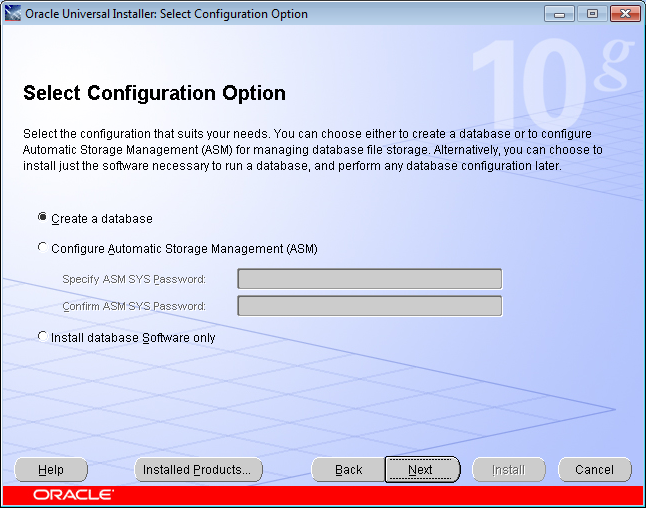 Oracle Universal Installer: Select Configuration Option
10g
Select Configuration Option
Select the configuration that suits your needs. You can choose either to create a database or to configure
Automatic Storage Management (ASM) for managing database file storage. Alternatively, you can choose to
install just the software necessary to run a database, and perform any database configuration later.
Create a database
Configure Automatic Storage Management (ASM)
Specify ASM SYS Password:
Confirm ASM SYS Password:
Install database Software only
Help Installed Products... Back Next Install Cancel
ORACLE